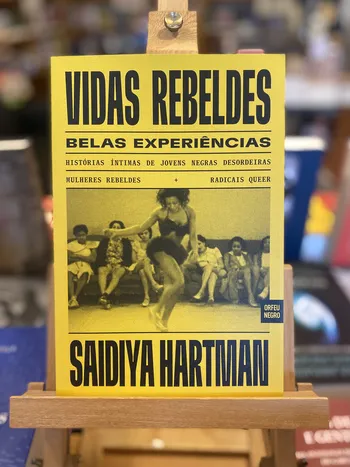 VIDAS REBELDES
BELAS EXPERIÊNCIAS
HISTÓRIAS ÍNTIMAS DE JOVENS NEGRAS DESORDEIRAS
MULHERES REBELDES + RADICAIS QUEER
ORFEU
NEGRO
SAIDIYA HARTMAN